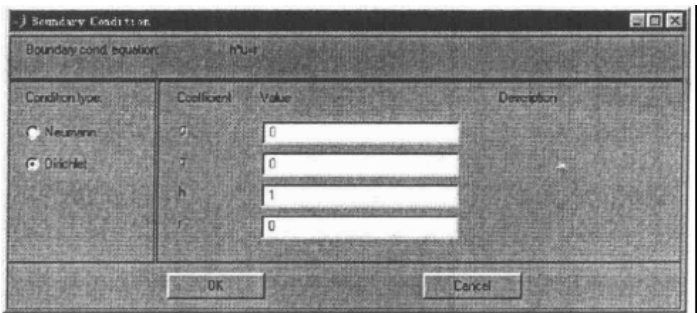 Boundary Condition
Boundary cond. equation: h*u=r
Condition type: Coefficient Value Description
Neumann g 0
Dirichlet q 0
h 1
r 0
OK Cancel